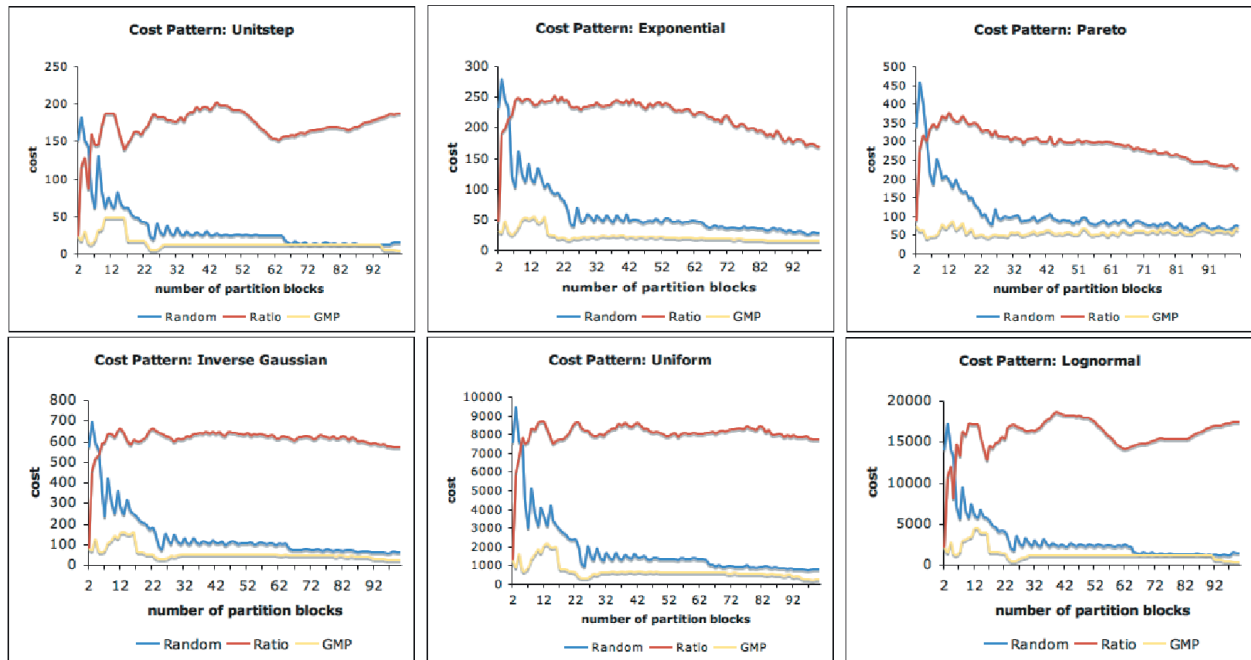 Cost Pattern: Unitstep
250
200
150
100
50
0
cost
2 12 22 32 42 52 62 72 82 92
number of partition blocks
Random Ratio GMP
Cost Pattern: Exponential
300
250
200
150
100
50
0
cost
2 12 22 32 42 52 62 72 82 92
number of partition blocks
Random Ratio GMP
Cost Pattern: Pareto
500
450
400
350
300
250
200
150
100
50
0
cost
2 12 22 32 42 51 61 71 81 91
number of partition blocks
Random Ratio GMP
Cost Pattern: Inverse Gaussian
800
700
600
500
400
300
200
100
0
cost
2 12 22 32 42 52 62 72 82 92
number of partition blocks
Random Ratio GMP
Cost Pattern: Uniform
10000
9000
8000
7000
6000
5000
4000
3000
2000
1000
0
cost
2 12 22 32 42 52 62 72 82 92
number of partition blocks
Random Ratio GMP
Cost Pattern: Lognormal
20000
15000
10000
5000
0
cost
2 12 22 32 42 52 62 72 82 92
number of partition blocks
Random Ratio GMP